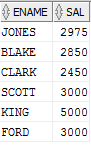 ENAME SAL
JONES 2975
BLAKE 2850
CLARK 2450
SCOTT 3000
KING 5000
FORD 3000